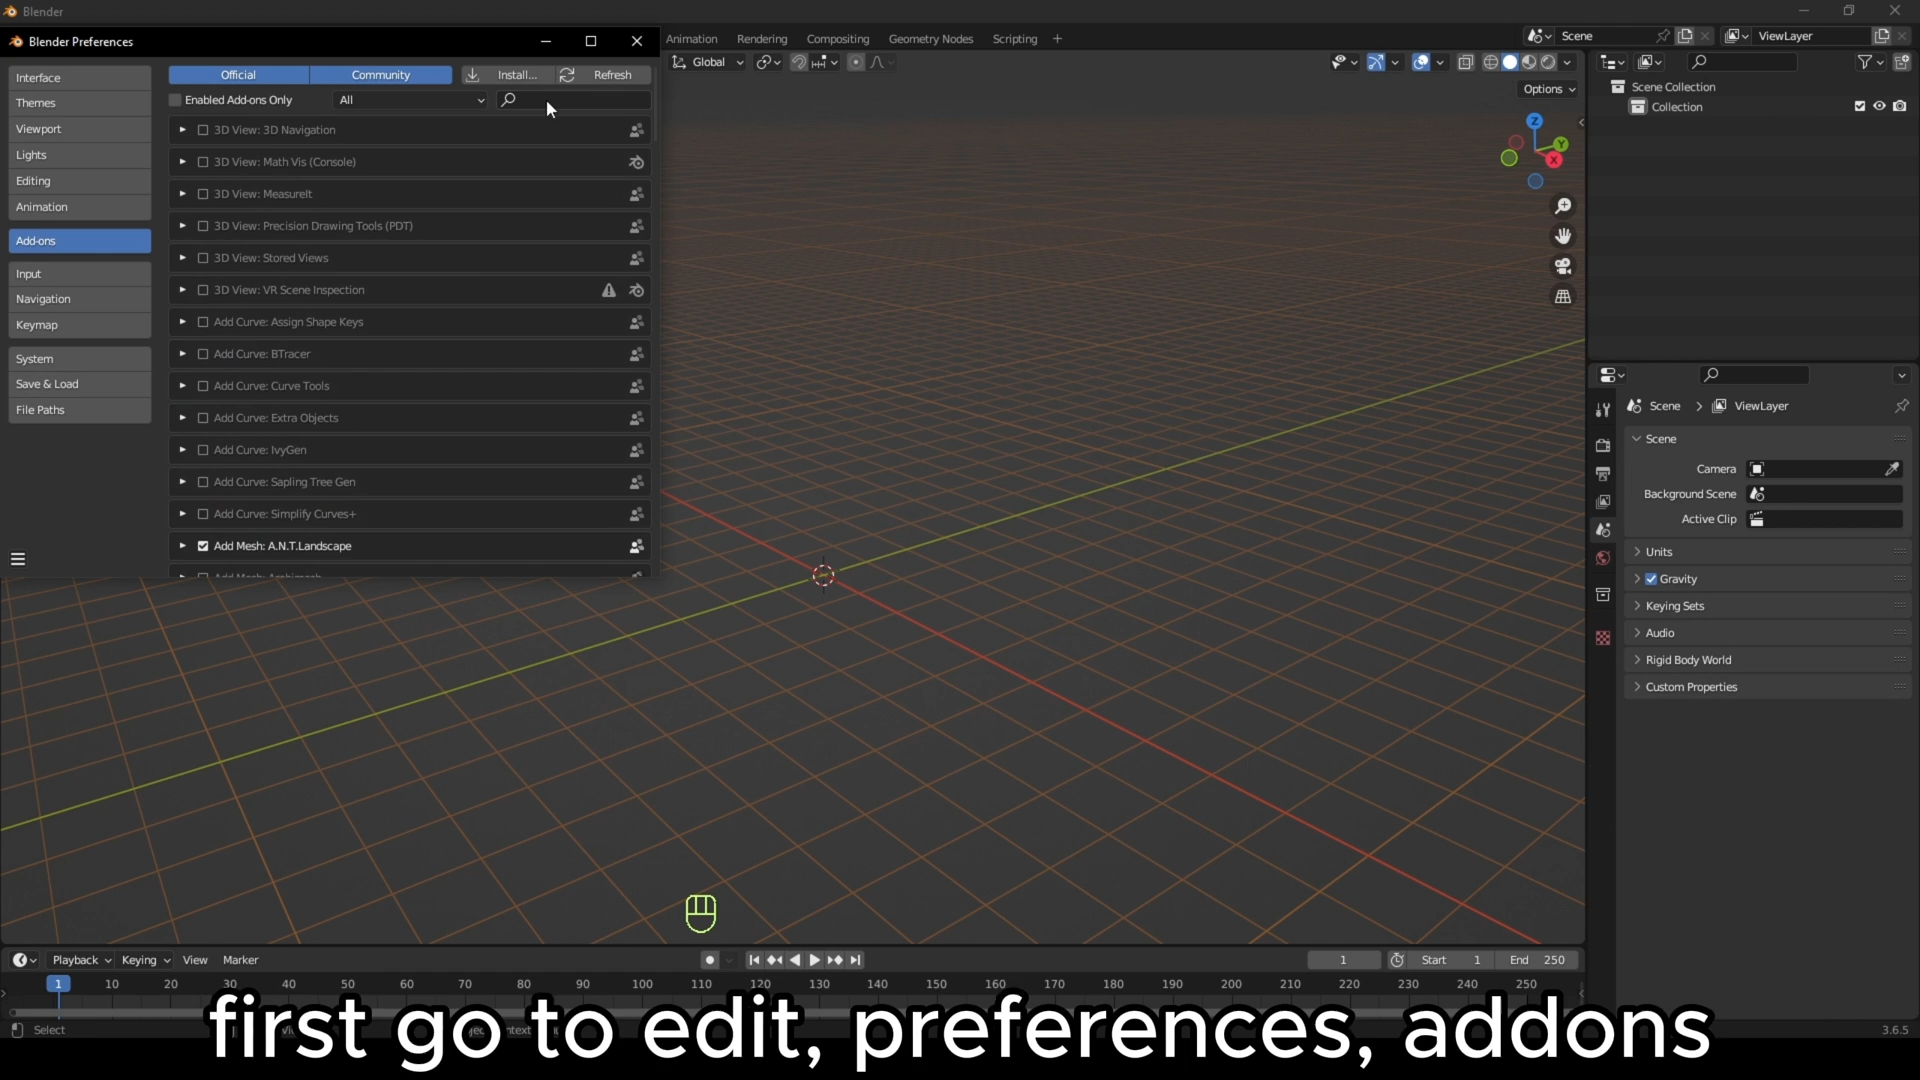 Blender
Blender Preferences
Animation Rendering Compositing Geometry Nodes Scripting +
Scene ViewLayer
Interface
Themes
Viewport
Lights
Editing
Animation
Add-ons
Input
Navigation
Keymap
System
Save & Load
File Paths
Official Community Install... Refresh
Enabled Add-ons Only All
3D View: 3D Navigation
3D View: Math Vis (Console)
3D View: MeasureIt
3D View: Precision Drawing Tools (PDT)
3D View: Stored Views
3D View: VR Scene Inspection
Add Curve: Assign Shape Keys
Add Curve: BTracer
Add Curve: Curve Tools
Add Curve: Extra Objects
Add Curve: IvyGen
Add Curve: Sapling Tree Gen
Add Curve: Simplify Curves+
Add Mesh: A.N.T.Landscape
Global
Options
Z
Y
X
Scene Collection
Collection
Scene > ViewLayer
Scene
Camera
Background Scene
Active Clip
Units
Gravity
Keying Sets
Audio
Rigid Body World
Custom Properties
Playback Keying View Marker 1 Start 1 End 250
1 10 20 30 40 50 60 70 80 90 100 110 120 130 140 150 160 170 180 190 200 210 220 230 240 250
first go to edit, preferences, addons
Select 3.6.5